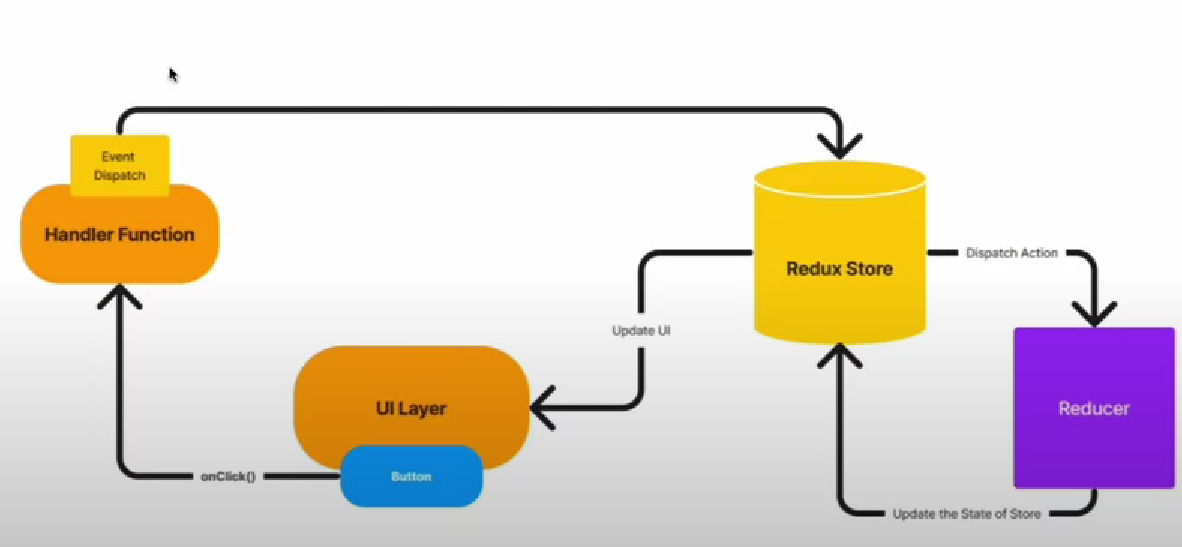 Event
Dispatch
Handler Function
Redux Store
Dispatch Action
Update UI
UI Layer
Reducer
onClick()
Button
Update the State of Store